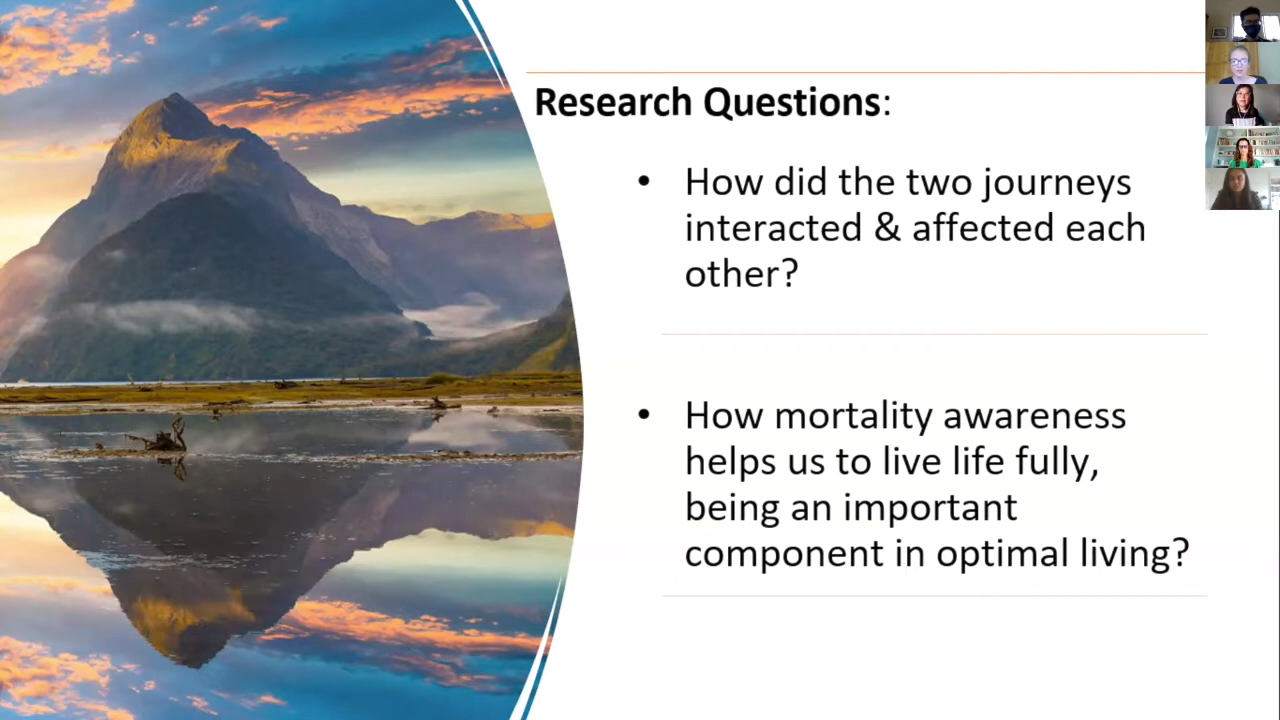 Research Questions:
• How did the two journeys
interacted & affected each
other?
• How mortality awareness
helps us to live life fully,
being an important
component in optimal living?